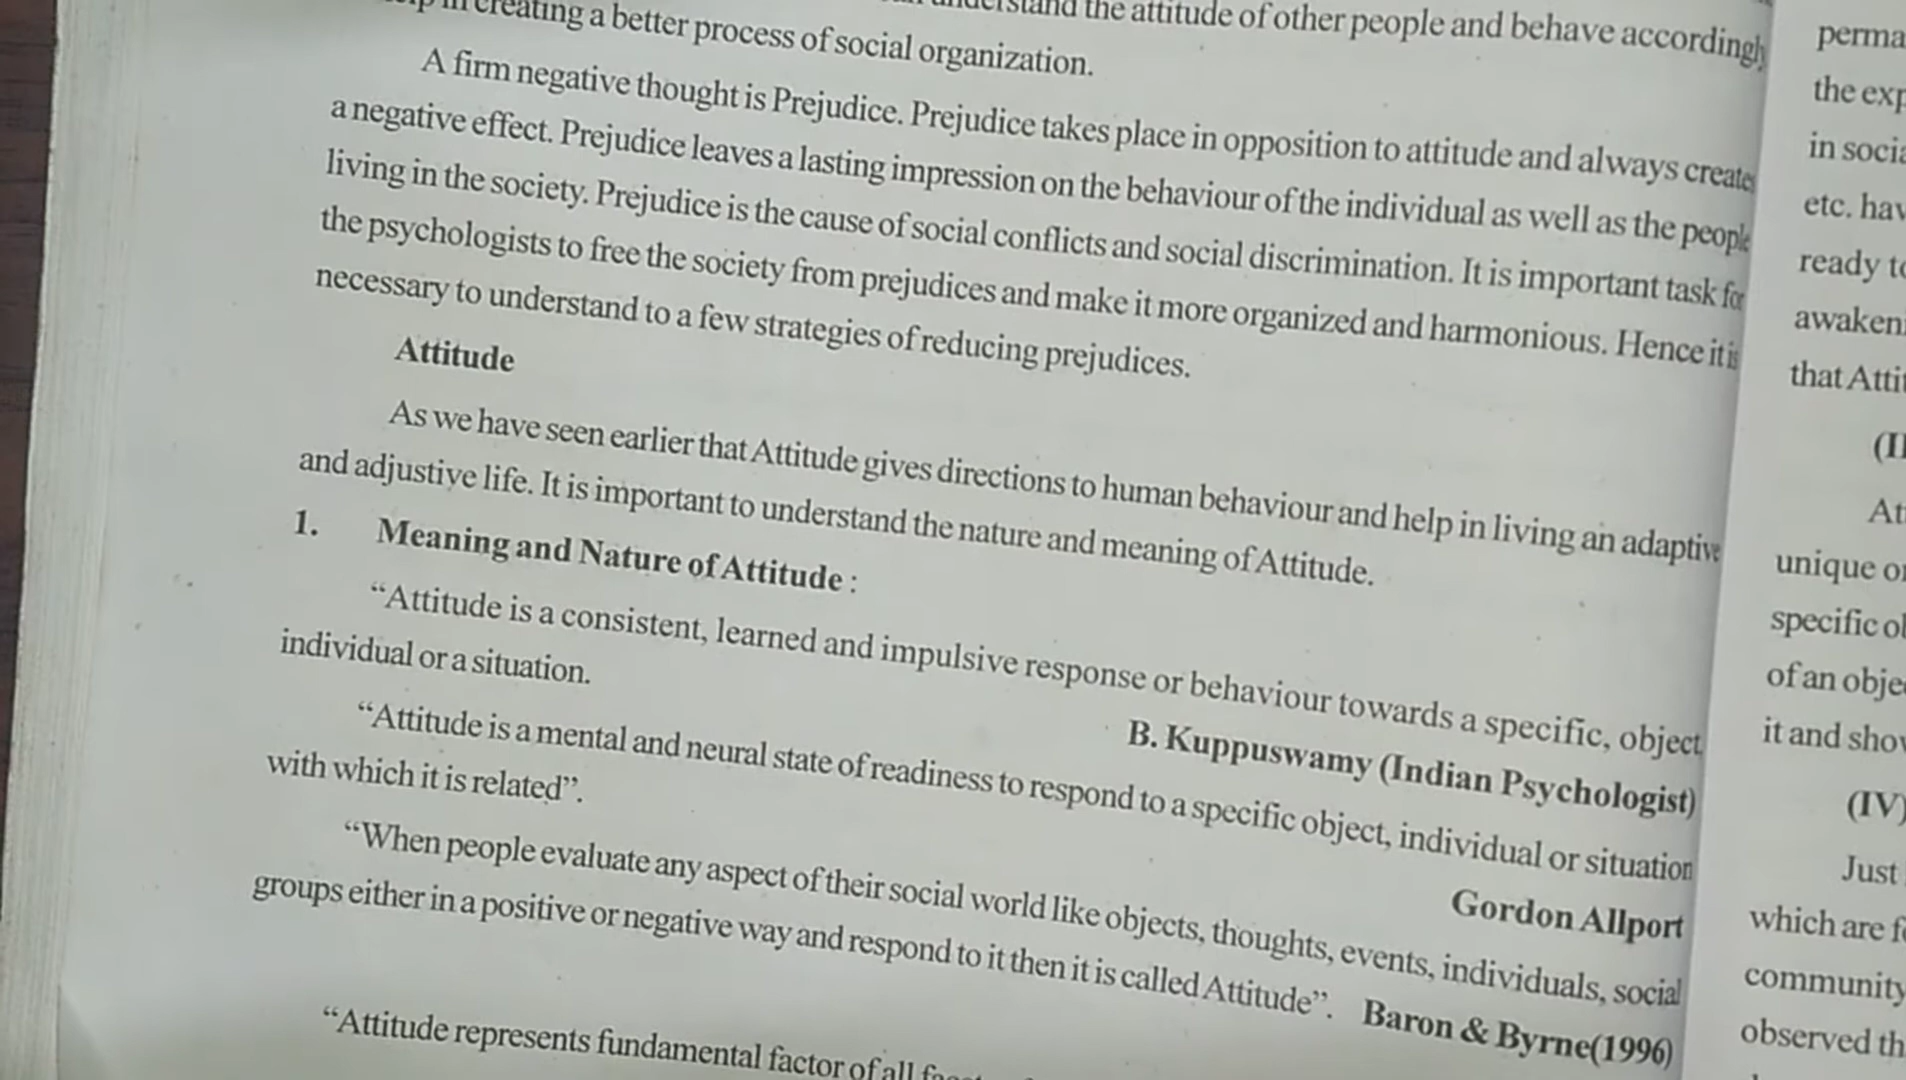 in creating a better process of social organization.
understand the attitude of other people and behave accordingly
A firm negative thought is Prejudice. Prejudice takes place in opposition to attitude and always creates
a negative effect. Prejudice leaves a lasting impression on the behaviour of the individual as well as the people
living in the society. Prejudice is the cause of social conflicts and social discrimination. It is important task for
the psychologists to free the society from prejudices and make it more organized and harmonious. Hence it is
necessary to understand to a few strategies of reducing prejudices.
Attitude
As we have seen earlier that Attitude gives directions to human behaviour and help in living an adaptive
and adjustive life. It is important to understand the nature and meaning of Attitude.
1. Meaning and Nature of Attitude :
“Attitude is a consistent, learned and impulsive response or behaviour towards a specific, object
individual or a situation.
B. Kuppuswamy (Indian Psychologist)
“Attitude is a mental and neural state of readiness to respond to a specific object, individual or situation
with which it is related”.
Gordon Allport
“When people evaluate any aspect of their social world like objects, thoughts, events, individuals, social
groups either in a positive or negative way and respond to it then it is called Attitude”. Baron & Byrne(1996)
“Attitude represents fundamental factor of all
the
in
etc.
ready
that
unique
specific
of an
it and
(IV)
Just
which are
community
observed